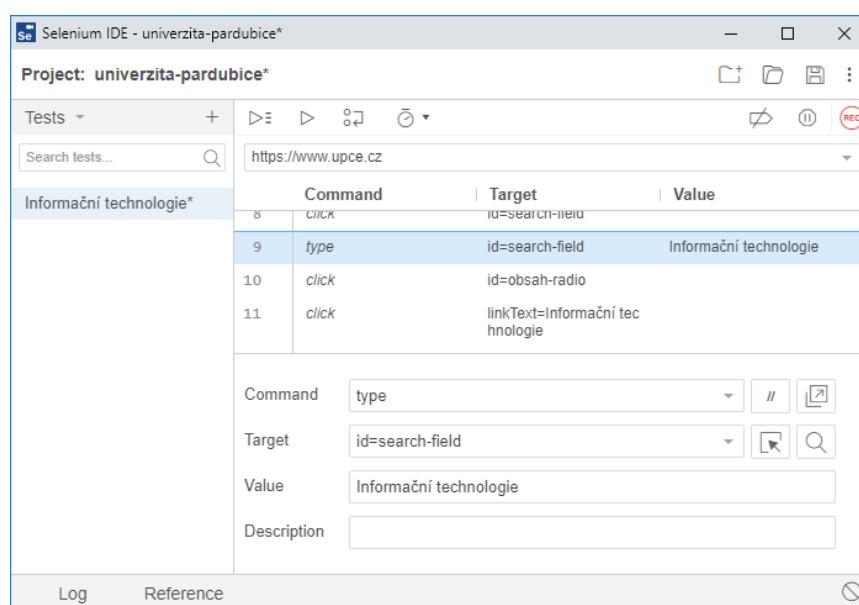 Se Selenium IDE - univerzita-pardubice*
Project: univerzita-pardubice*
Tests
REC
Search tests...
https://www.upce.cz
Informační technologie*
Command Target Value
8 click id=search-field
9 type id=search-field Informační technologie
10 click id=obsah-radio
11 click linkText=Informační tec
hnologie
Command type //
Target id=search-field
Value Informační technologie
Description
Log Reference